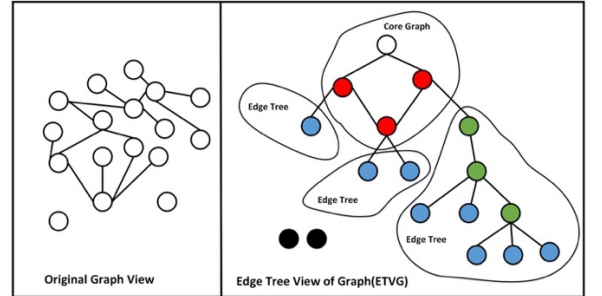 Core Graph
Edge Tree
Edge Tree
Edge Tree
Original Graph View
Edge Tree View of Graph(ETVG)